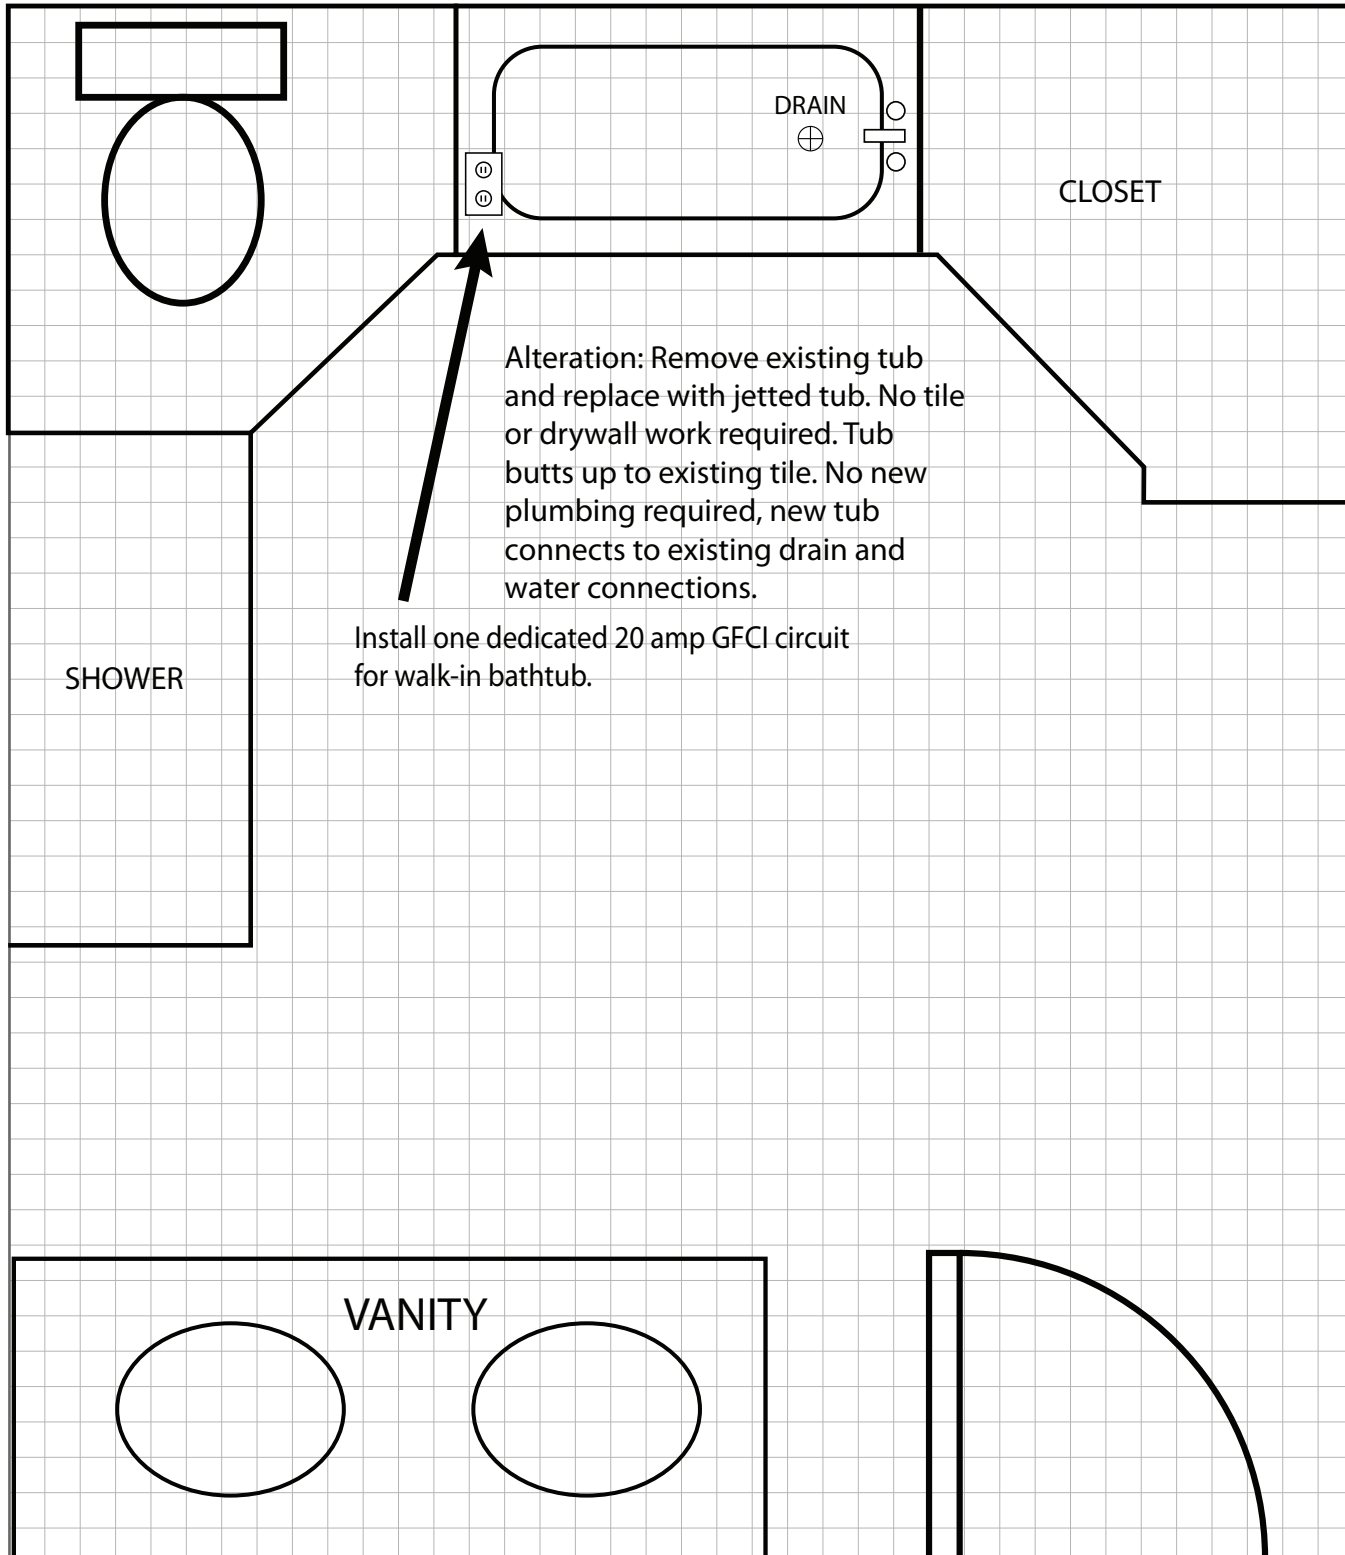 DRAIN
CLOSET
Alteration: Remove existing tub
and replace with jetted tub. No tile
or drywall work required. Tub
butts up to existing tile. No new
plumbing required, new tub
connects to existing drain and
water connections.
Install one dedicated 20 amp GFCI circuit
for walk-in bathtub.
SHOWER
VANITY